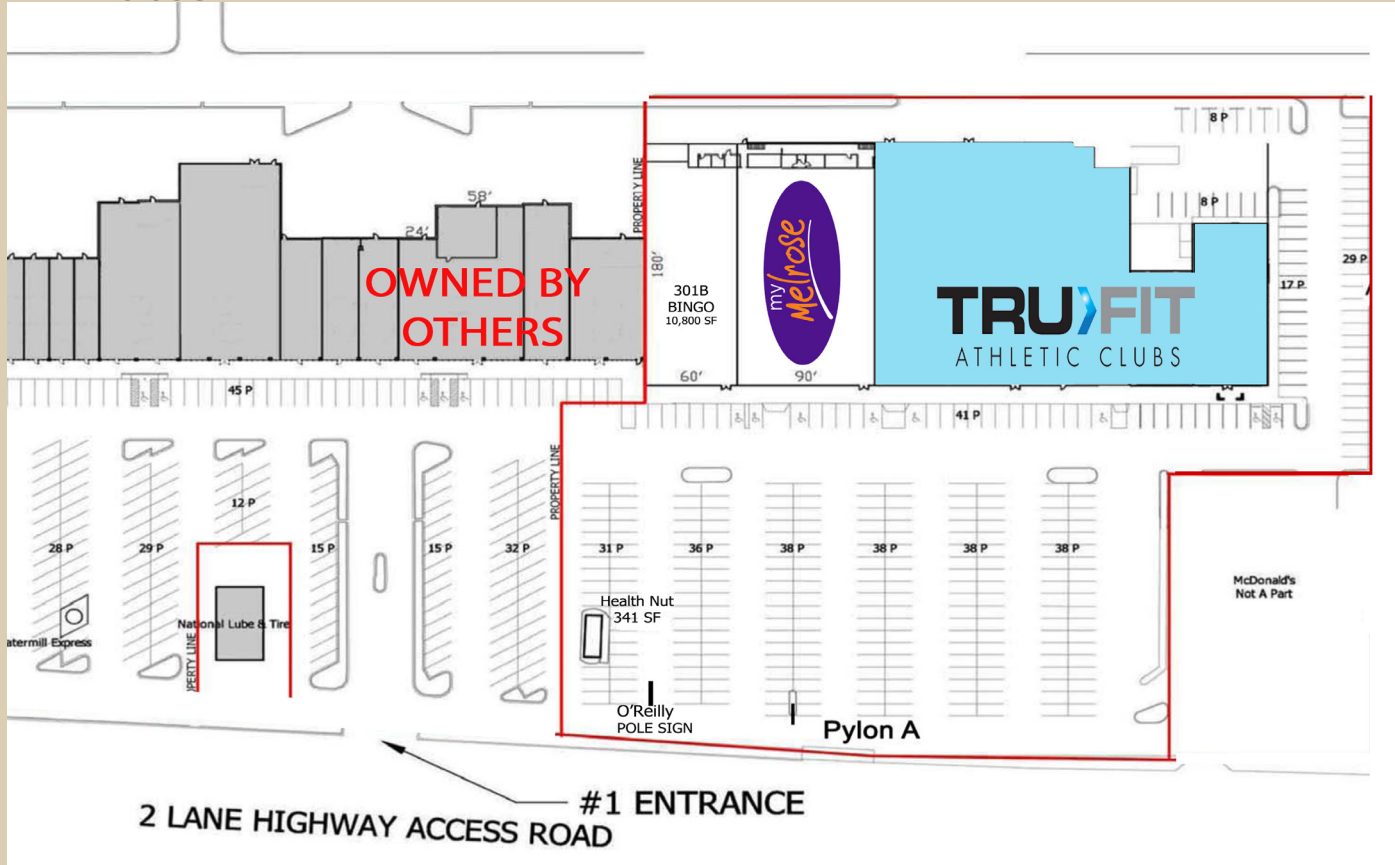 8 P
58'
24'
PROPERTY LINE
8 P
OWNED BY
OTHERS
180'
301B
BINGO
10,800 SF
my
Melrose
TRU FIT
ATHLETIC CLUBS
29 P
17 P
60'
90'
45 P
41 P
PROPERTY LINE
12 P
28 P
29 P
15 P
15 P
32 P
31 P
36 P
38 P
38 P
38 P
38 P
McDonald's
Not A Part
Health Nut
341 SF
National Lube & Tire
atermill Express
PERTY LINE
O'Reilly
POLE SIGN
Pylon A
#1 ENTRANCE
2 LANE HIGHWAY ACCESS ROAD